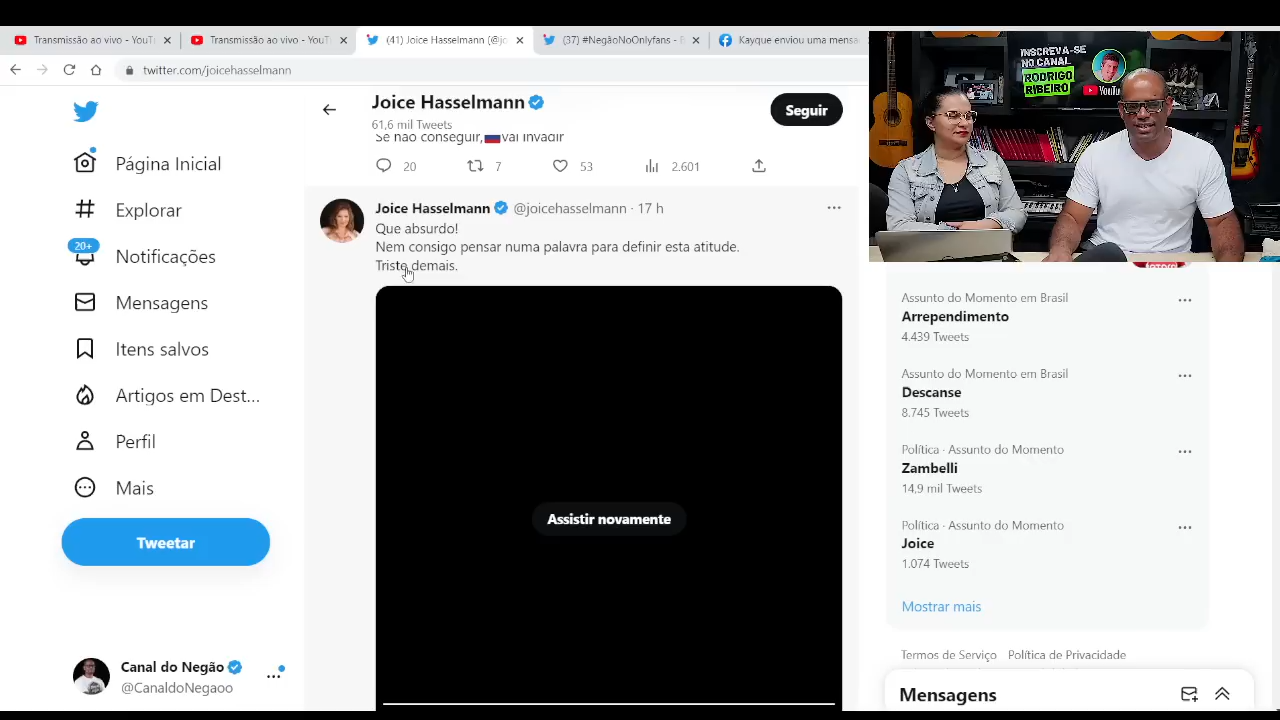 Transmissão ao vivo - YouT
Transmissão ao vivo - YouT
(41) Joice Hasselmann (@jo
(37) #NegãoNoOnlyfans -
Kayque enviou uma mensa
twitter.com/joicehasselmann
INSCREVA-SE
NO CANAL
RODRIGO
RIBEIRO
YouTu
Página Inicial
Explorar
20+
Notificações
Mensagens
Itens salvos
Artigos em Dest...
Perfil
Mais
Tweetar
Canal do Negão
@CanaldoNegaoo
Joice Hasselmann
61,6 mil Tweets
Seguir
Se não conseguir, vai invadir
20
7
53
2.601
Joice Hasselmann @joicehasselmann · 17 h
Que absurdo!
Nem consigo pensar numa palavra para definir esta atitude.
Triste demais.
Assistir novamente
Assunto do Momento em Brasil
Arrependimento
4.439 Tweets
Assunto do Momento em Brasil
Descanse
8.745 Tweets
Política · Assunto do Momento
Zambelli
14,9 mil Tweets
Política · Assunto do Momento
Joice
1.074 Tweets
Mostrar mais
Termos de Serviço Política de Privacidade
Mensagens